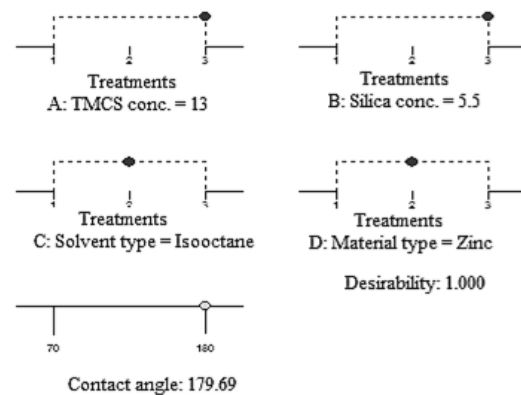 1 2 3
Treatments
A: TMCS conc. = 13
1 2 3
Treatments
B: Silica conc. = 5.5
1 2 3
Treatments
C: Solvent type = Isooctane
1 2 3
Treatments
D: Material type = Zinc
Desirability: 1.000
70 180
Contact angle: 179.69